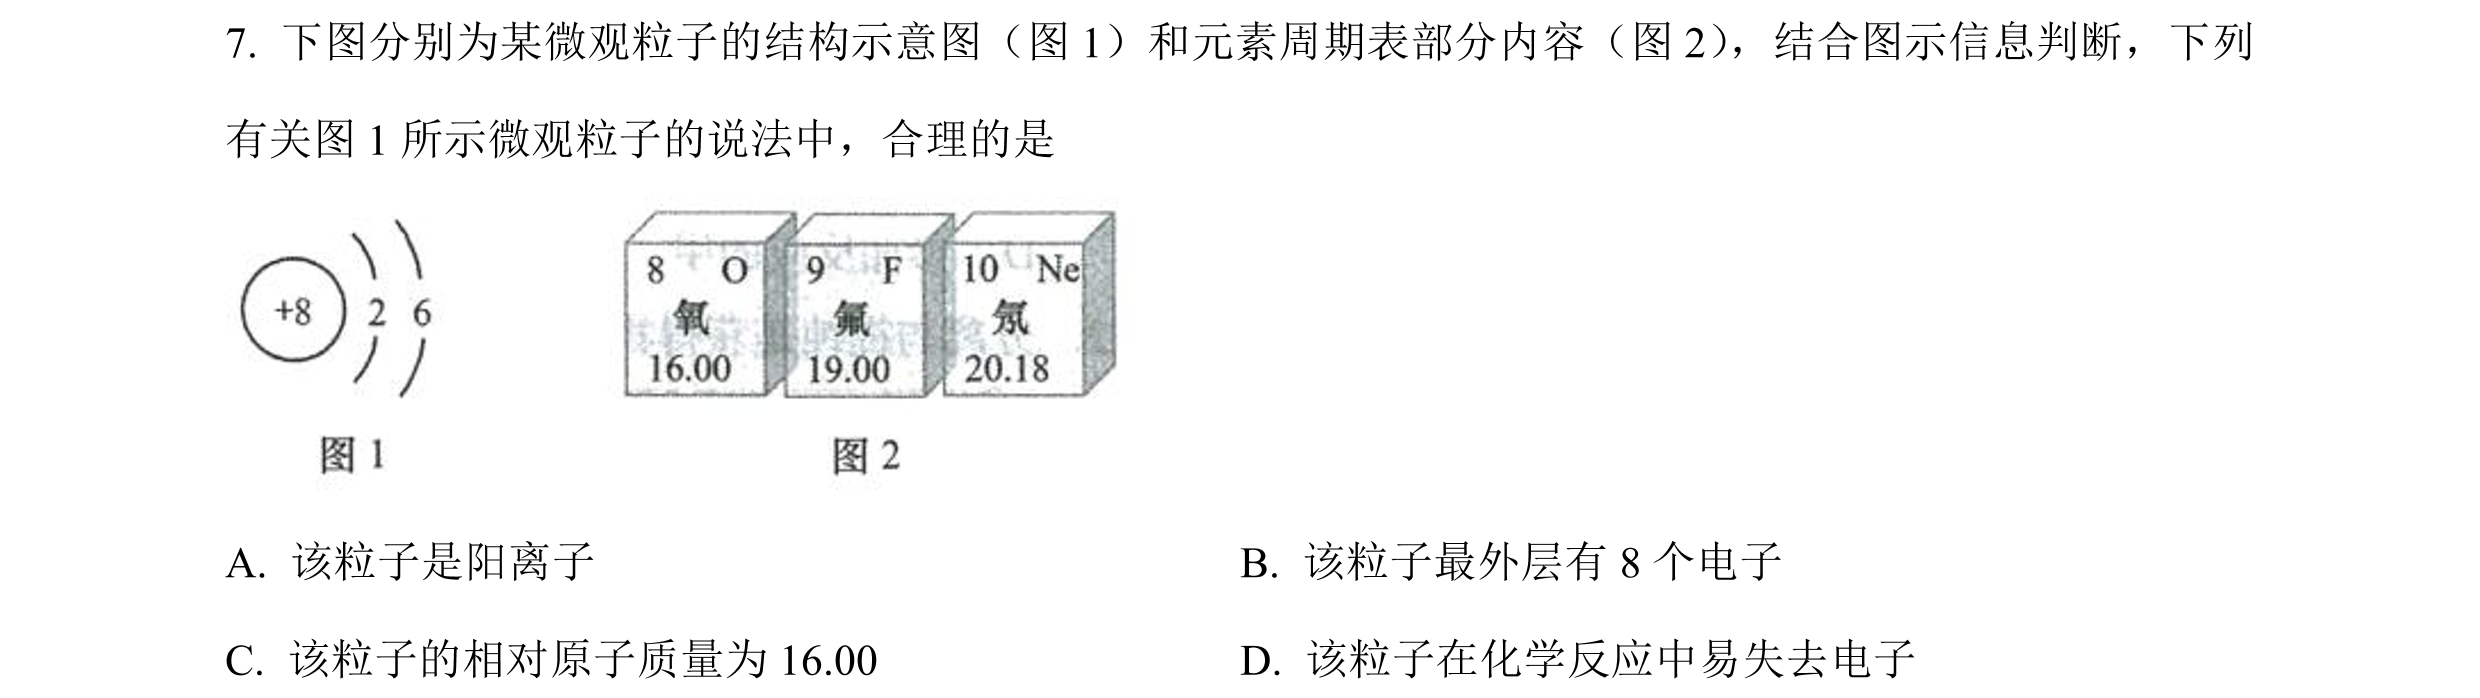 7. 下图分别为某微观粒子的结构示意图（图 1）和元素周期表部分内容（图 2），结合图示信息判断，下列
有关图 1 所示微观粒子的说法中，合理的是
+8 2 6
8 O 9 F 10 Ne
氧 氟 氖
16.00 19.00 20.18
图 1 图 2
A. 该粒子是阳离子 B. 该粒子最外层有 8 个电子
C. 该粒子的相对原子质量为 16.00 D. 该粒子在化学反应中易失去电子